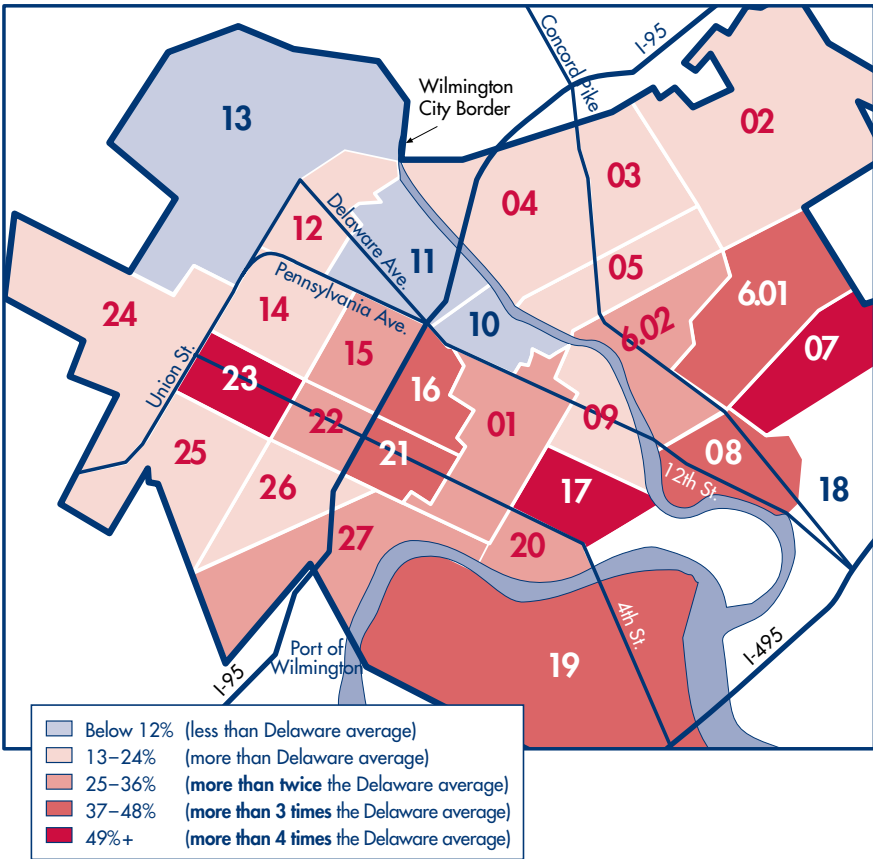 Concord Pike
I-95
Wilmington
City Border
13
02
03
04
12
Delaware Ave.
11
05
Pennsylvania Ave.
6.01
24
14
10
6.02
15
07
Union St.
23
16
22
01
09
21
08
25
26
17
12th St.
18
27
20
4th St.
Port of
Wilmington
19
I-495
I-95
Below 12% (less than Delaware average)
13–24% (more than Delaware average)
25–36% (more than twice the Delaware average)
37–48% (more than 3 times the Delaware average)
49%+ (more than 4 times the Delaware average)